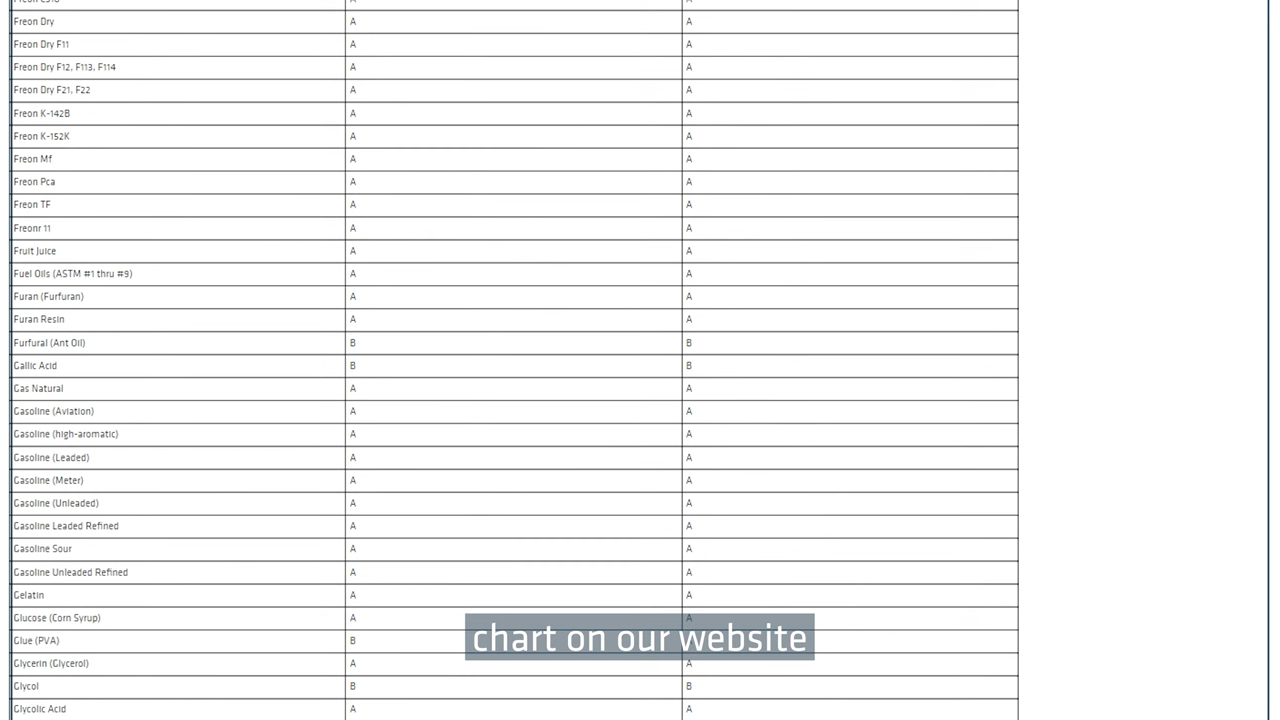 Freon Dry A A
Freon Dry F11 A A
Freon Dry F12, F113, F114 A A
Freon Dry F21, F22 A A
Freon K-142B A A
Freon K-152K A A
Freon Mf A A
Freon Pca A A
Freon TF A A
Freonr 11 A A
Fruit Juice A A
Fuel Oils (ASTM #1 thru #9) A A
Furan (Furfuran) A A
Furan Resin A A
Furfural (Ant Oil) B B
Gallic Acid B B
Gas Natural A A
Gasoline (Aviation) A A
Gasoline (high-aromatic) A A
Gasoline (Leaded) A A
Gasoline (Meter) A A
Gasoline (Unleaded) A A
Gasoline Leaded Refined A A
Gasoline Sour A A
Gasoline Unleaded Refined A A
Gelatin A A
Glucose (Corn Syrup) A A
Glue (PVA) B
chart on our website
Glycerin (Glycerol) A A
Glycol B B
Glycolic Acid A A